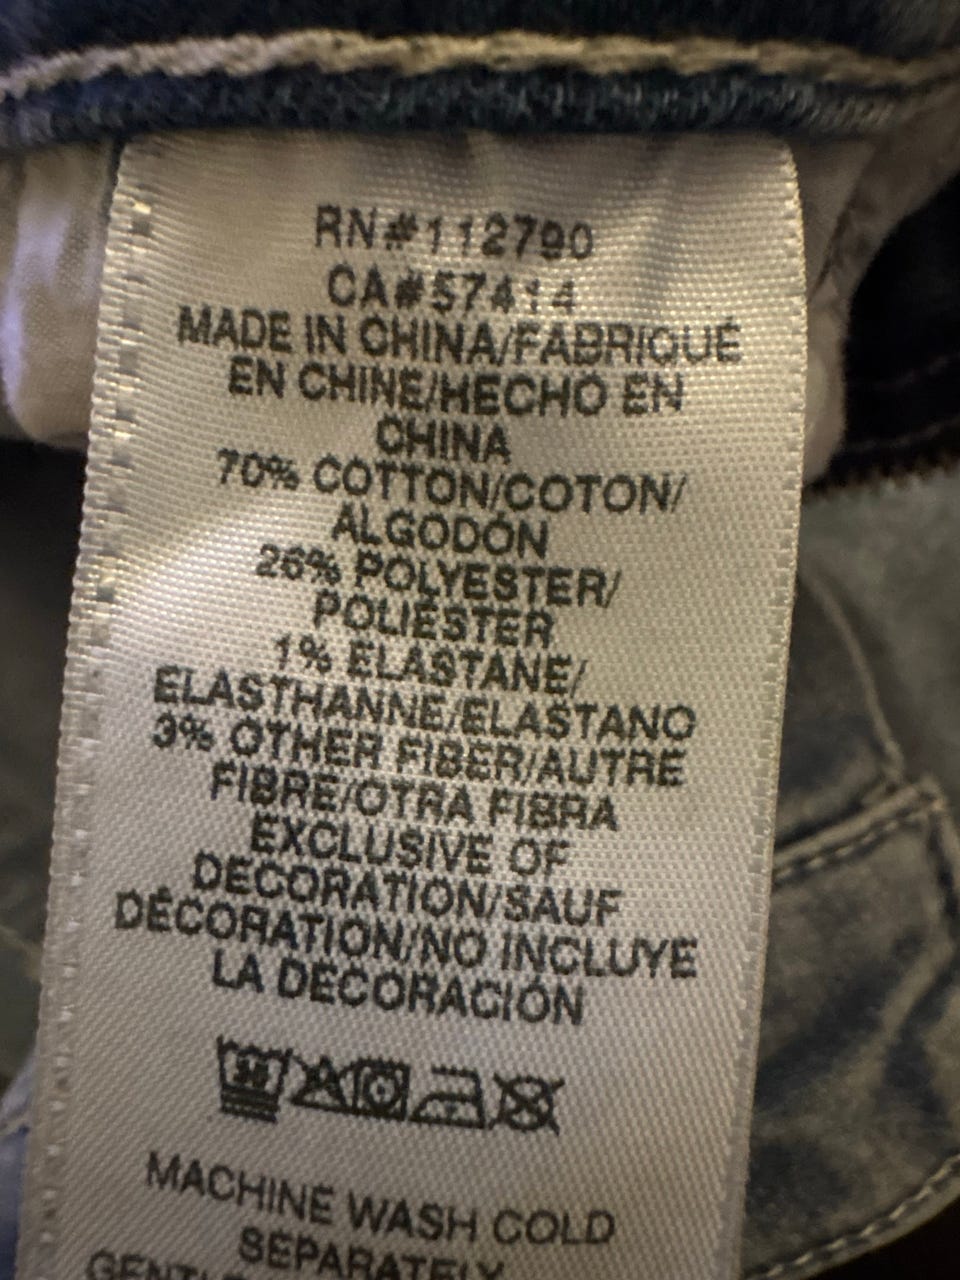 RN#112790
CA#57414
MADE IN CHINA/FABRIQUÉ
EN CHINE/HECHO EN
CHINA
70% COTTON/COTON/
ALGODÓN
26% POLYESTER/
POLIÉSTER
1% ELASTANE/
ELASTHANNE/ELASTANO
3% OTHER FIBER/AUTRE
FIBRE/OTRA FIBRA
EXCLUSIVE OF
DECORATION/SAUF
DÉCORATION/NO INCLUYE
LA DECORACIÓN
30
MACHINE WASH COLD
SEPARATELY